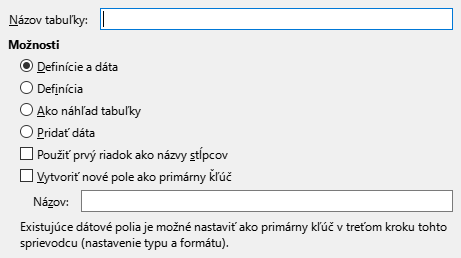 Názov tabuľky:
Možnosti
Definície a dáta
Definícia
Ako náhľad tabuľky
Pridať dáta
Použiť prvý riadok ako názvy stĺpcov
Vytvoriť nové pole ako primárny kľúč
Názov:
Existujúce dátové polia je možné nastaviť ako primárny kľúč v treťom kroku tohto
sprievodcu (nastavenie typu a formátu).